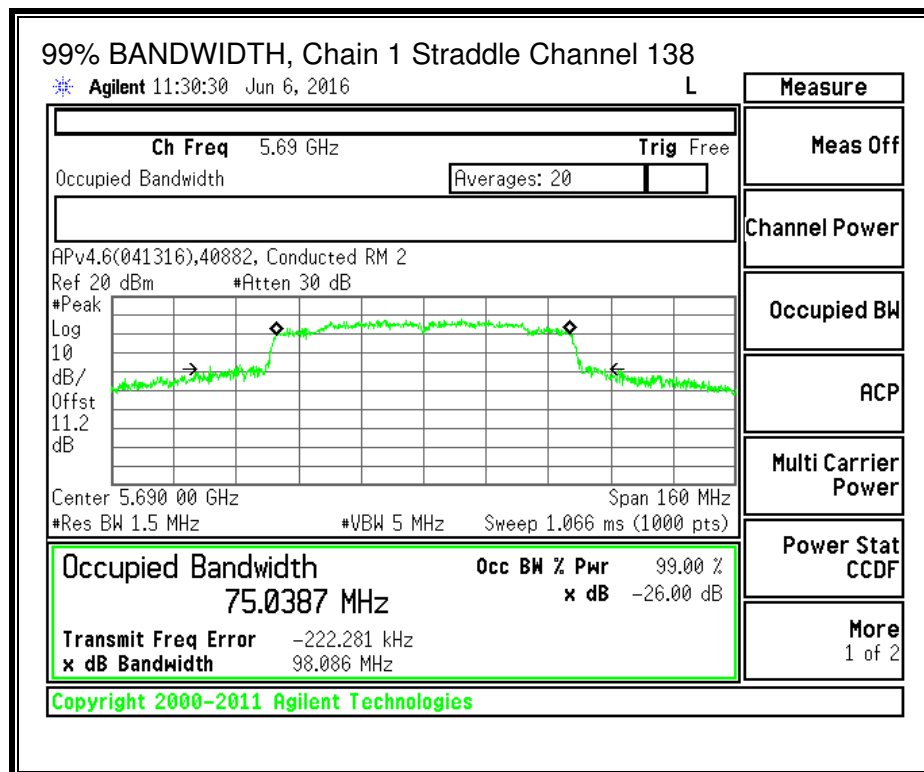 99% BANDWIDTH, Chain 1 Straddle Channel 138
Agilent 11:30:30 Jun 6, 2016 L
Measure
Ch Freq 5.69 GHz Trig Free
Occupied Bandwidth Averages: 20
APv4.6(041316),40882, Conducted RM 2
Ref 20 dBm #Atten 30 dB
#Peak
Log
10
dB/
Offst
11.2
dB
Center 5.690 00 GHz Span 160 MHz
#Res BW 1.5 MHz #VBW 5 MHz Sweep 1.066 ms (1000 pts)
Occupied Bandwidth Occ BW % Pwr 99.00 %
75.0387 MHz x dB -26.00 dB
Transmit Freq Error -222.281 kHz
x dB Bandwidth 98.086 MHz
Meas Off
Channel Power
Occupied BW
ACP
Multi Carrier
Power
Power Stat
CCDF
More
1 of 2
Copyright 2000-2011 Agilent Technologies